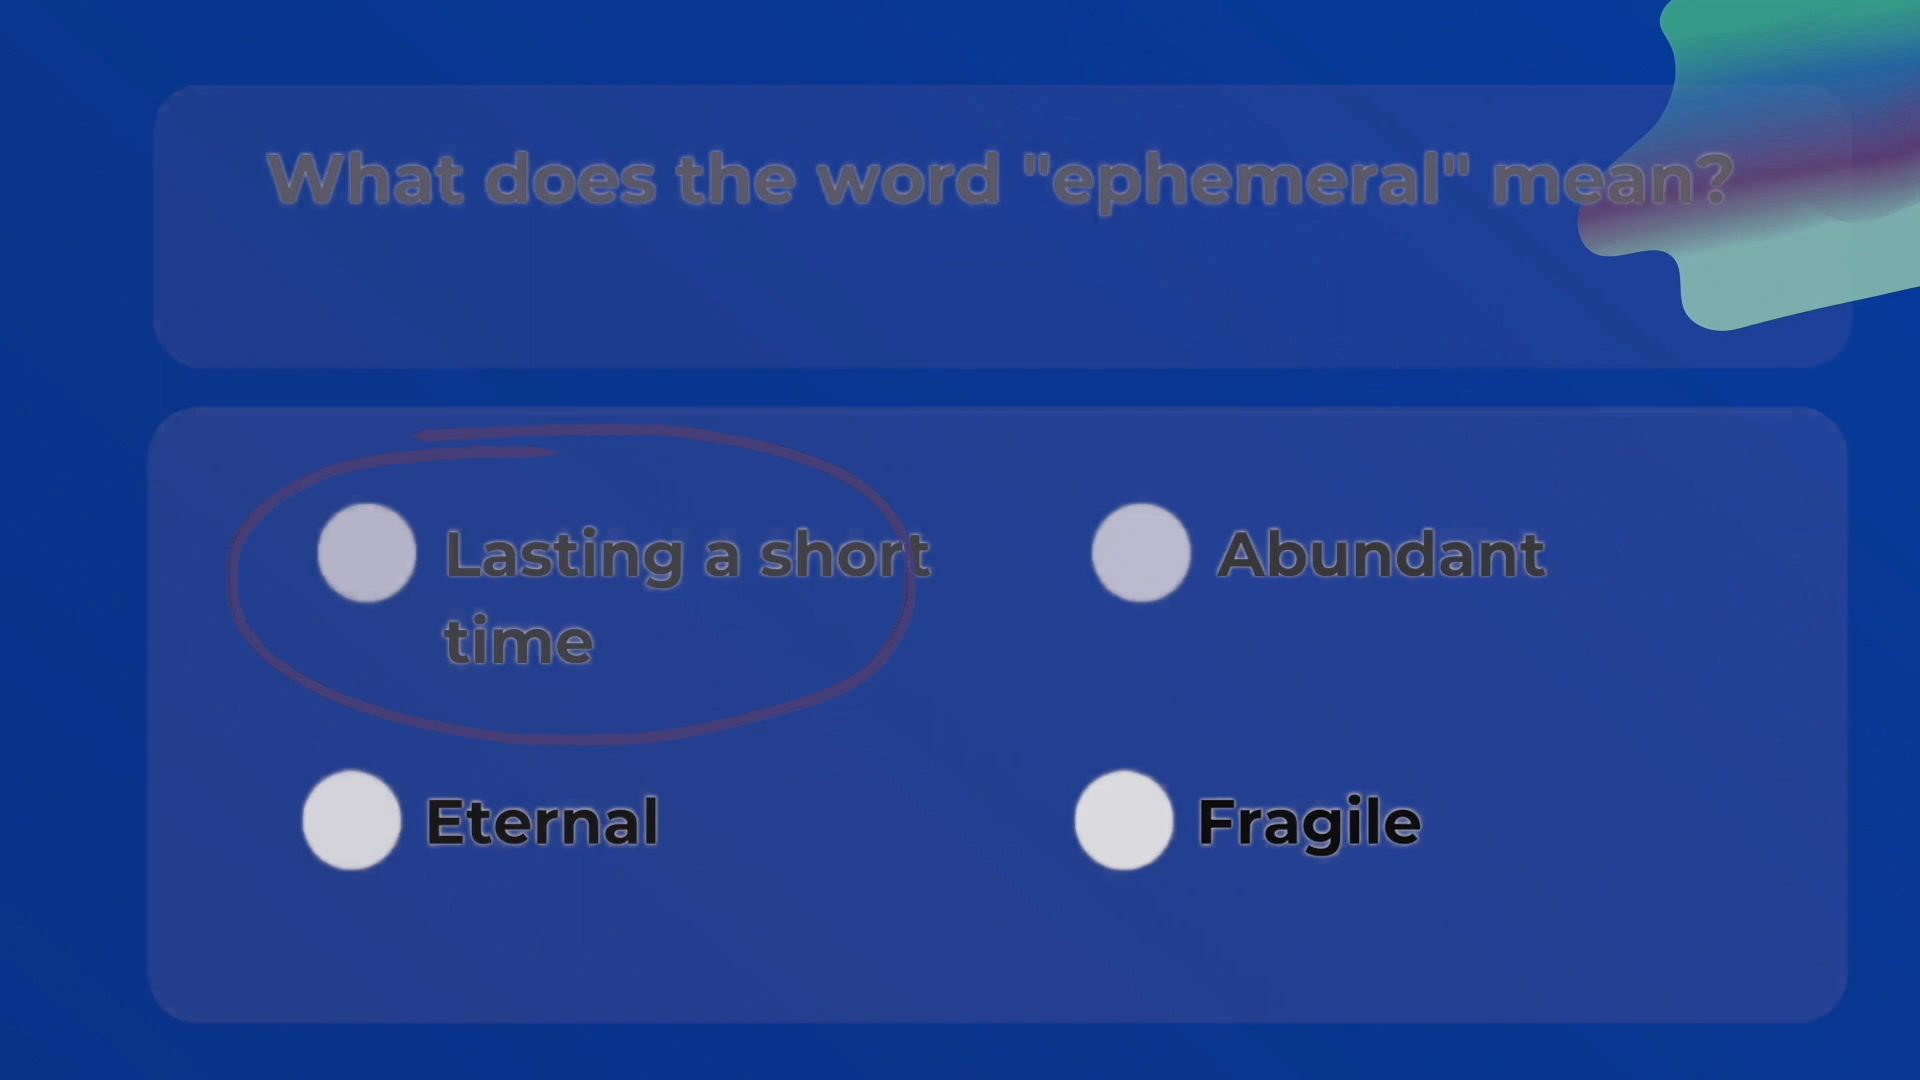 What does the word "ephemeral" mean?
Lasting a short
time
Abundant
Eternal
Fragile